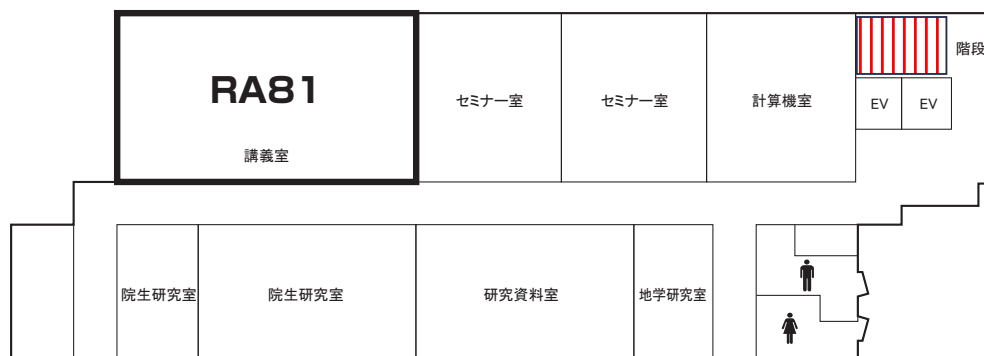 RA81
講義室
セミナー室
セミナー室
計算機室
階段
EV
EV
院生研究室
院生研究室
研究資料室
地学研究室